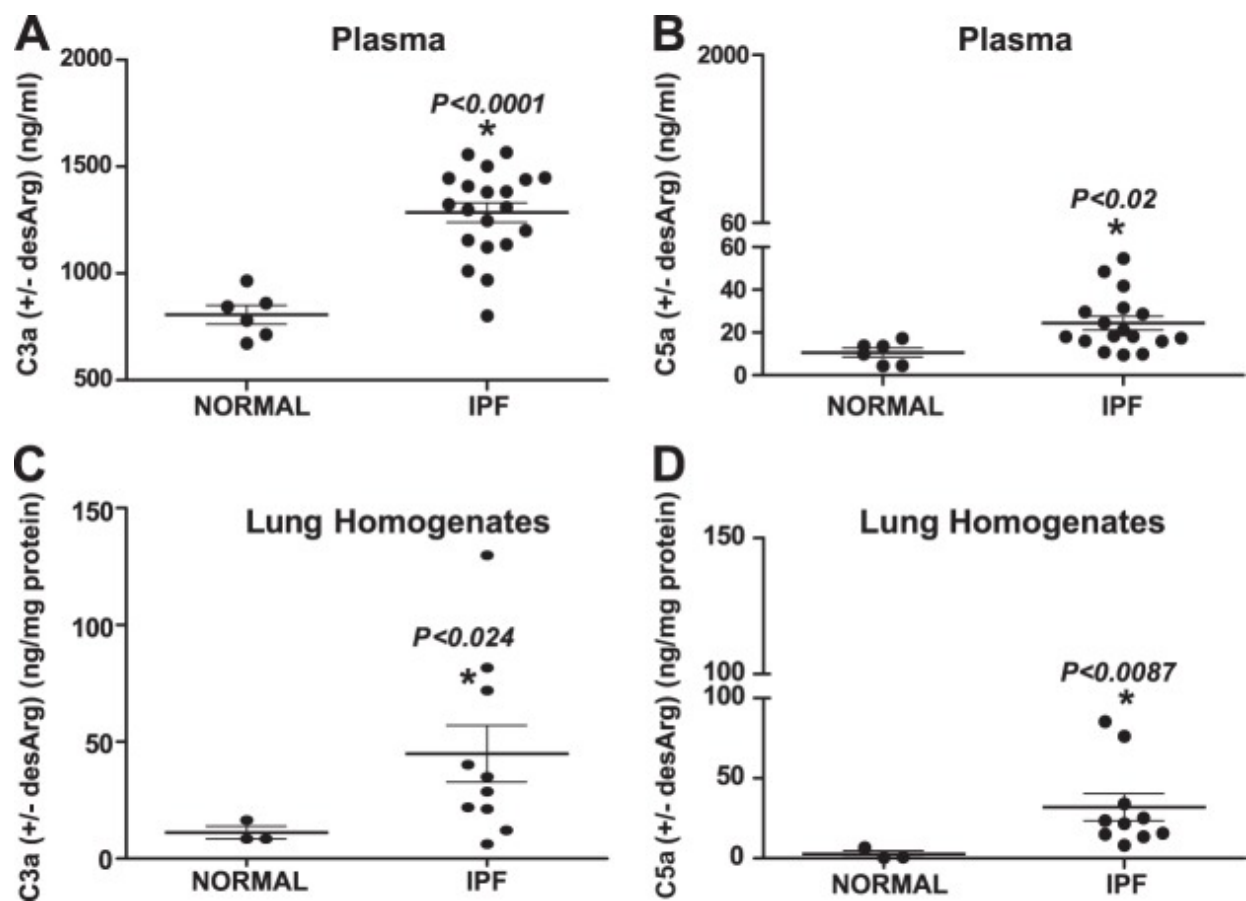 A
Plasma
C3a (+/- desArg) (ng/ml)
2000
1500
1000
500
P<0.0001
*
NORMAL
IPF
B
Plasma
C5a (+/- desArg) (ng/ml)
2000
60
60
40
20
0
P<0.02
*
NORMAL
IPF
C
Lung Homogenates
C3a (+/- desArg) (ng/mg protein)
150
100
50
0
P<0.024
*
NORMAL
IPF
D
Lung Homogenates
C5a (+/- desArg) (ng/mg protein)
150
100
100
50
0
P<0.0087
*
NORMAL
IPF